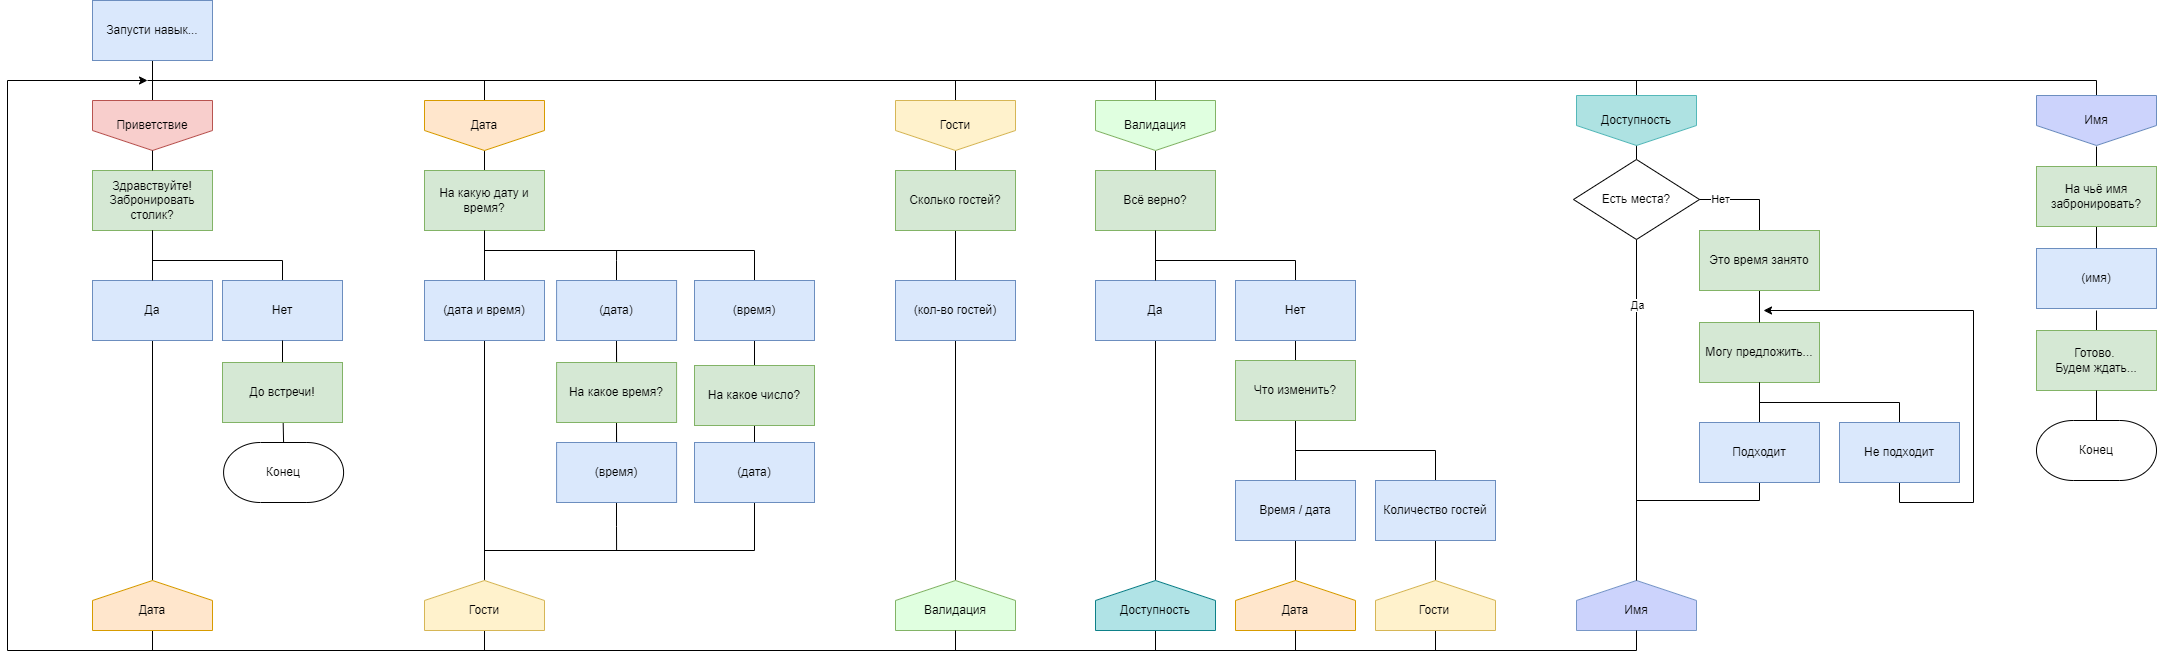 Запусти навык...
Приветствие
Здравствуйте!
Забронировать
столик?
Да
Нет
До встречи!
Конец
Дата
Дата
На какую дату и
время?
(дата и время)
(дата)
(время)
На какое время?
На какое число?
(время)
(дата)
Гости
Гости
Сколько гостей?
(кол-во гостей)
Валидация
Валидация
Всё верно?
Да
Нет
Что изменить?
Время / дата
Количество гостей
Доступность
Дата
Гости
Доступность
Есть места?
Нет
Да
Это время занято
Могу предложить...
Подходит
Не подходит
Имя
Имя
На чьё имя
забронировать?
(имя)
Готово.
Будем ждать...
Конец